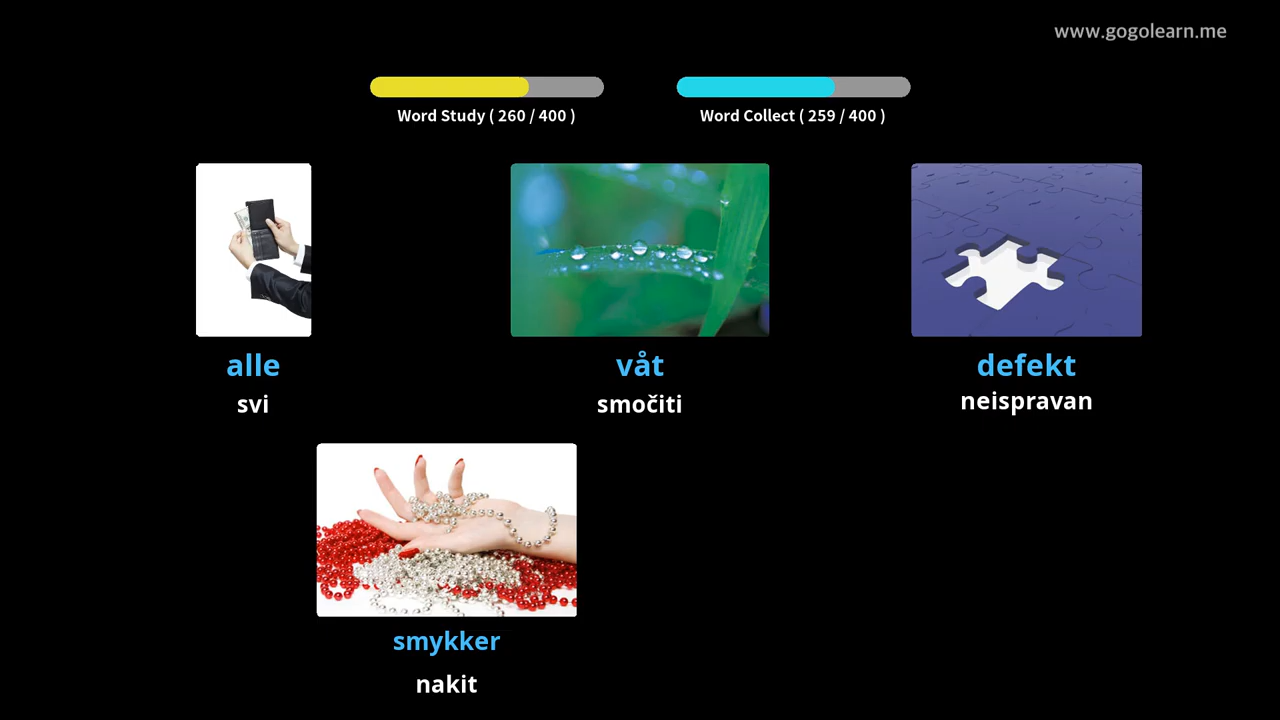 www.gogolearn.me
Word Study ( 260 / 400 )
Word Collect ( 259 / 400 )
alle
svi
våt
smočiti
defekt
neispravan
smykker
nakit